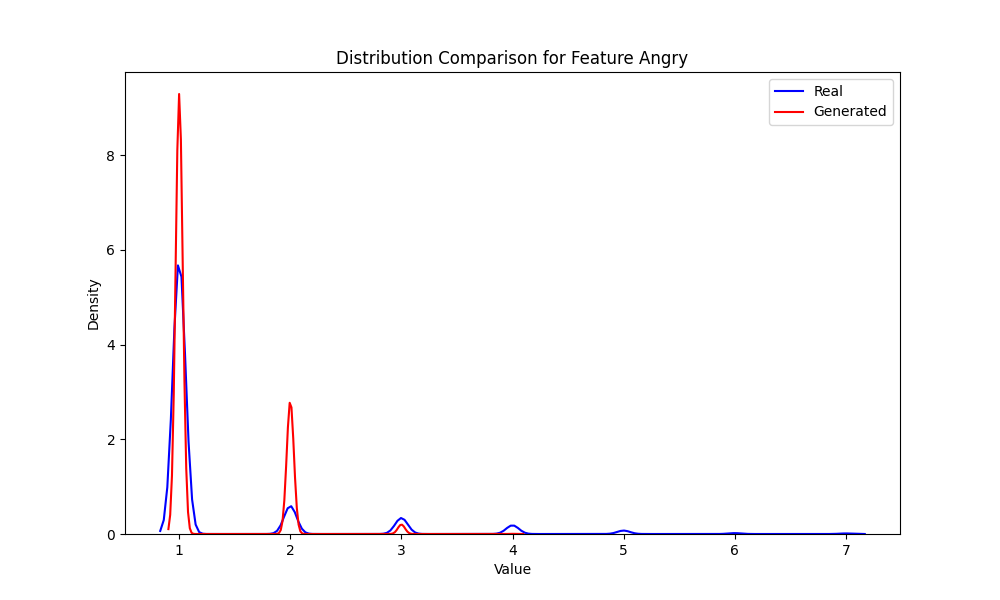 Distribution Comparison for Feature Angry
Real
Generated
Density
8
6
4
2
0
1 2 3 4 5 6 7
Value